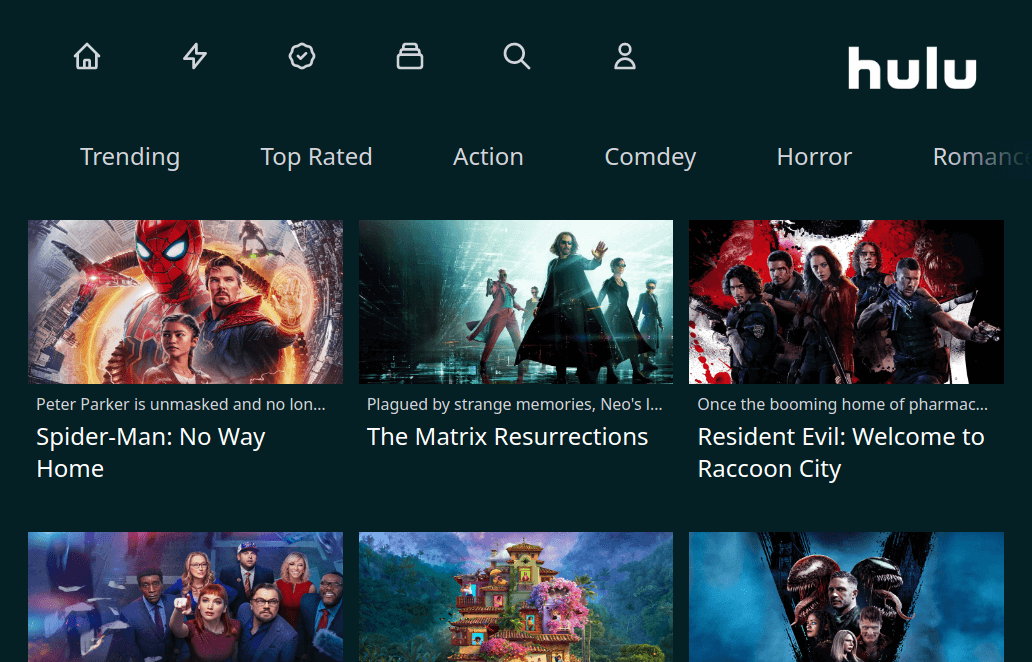 hulu
Trending
Top Rated
Action
Comdey
Horror
Romanc
Peter Parker is unmasked and no lon...
Spider-Man: No Way
Home
Plagued by strange memories, Neo's l...
The Matrix Resurrections
Once the booming home of pharmac...
Resident Evil: Welcome to
Raccoon City